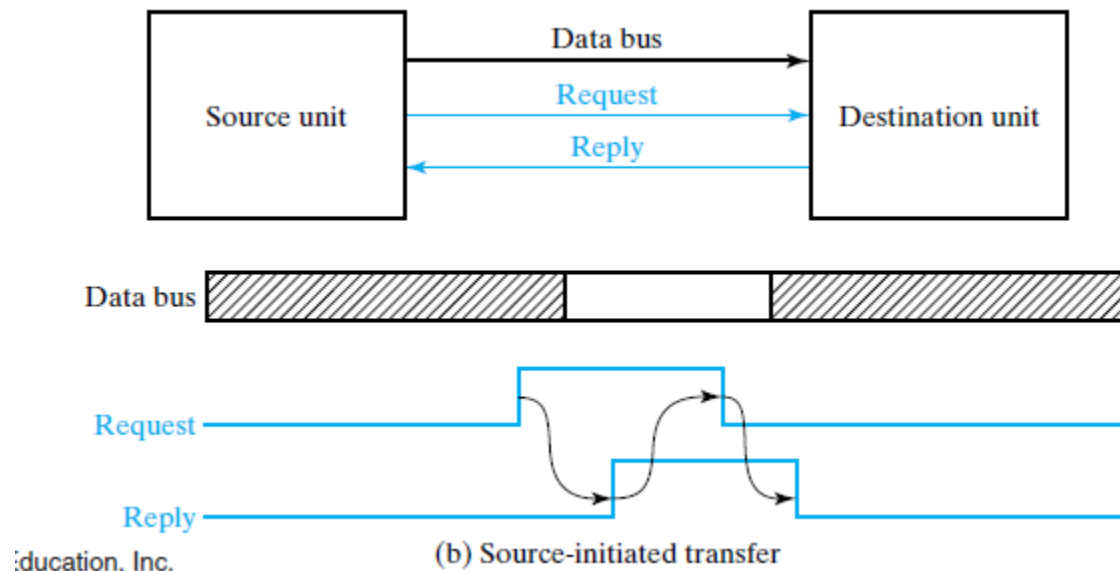 Data bus
Request
Source unit
Destination unit
Reply
Data bus
Request
Reply
Education, Inc.
(b) Source-initiated transfer